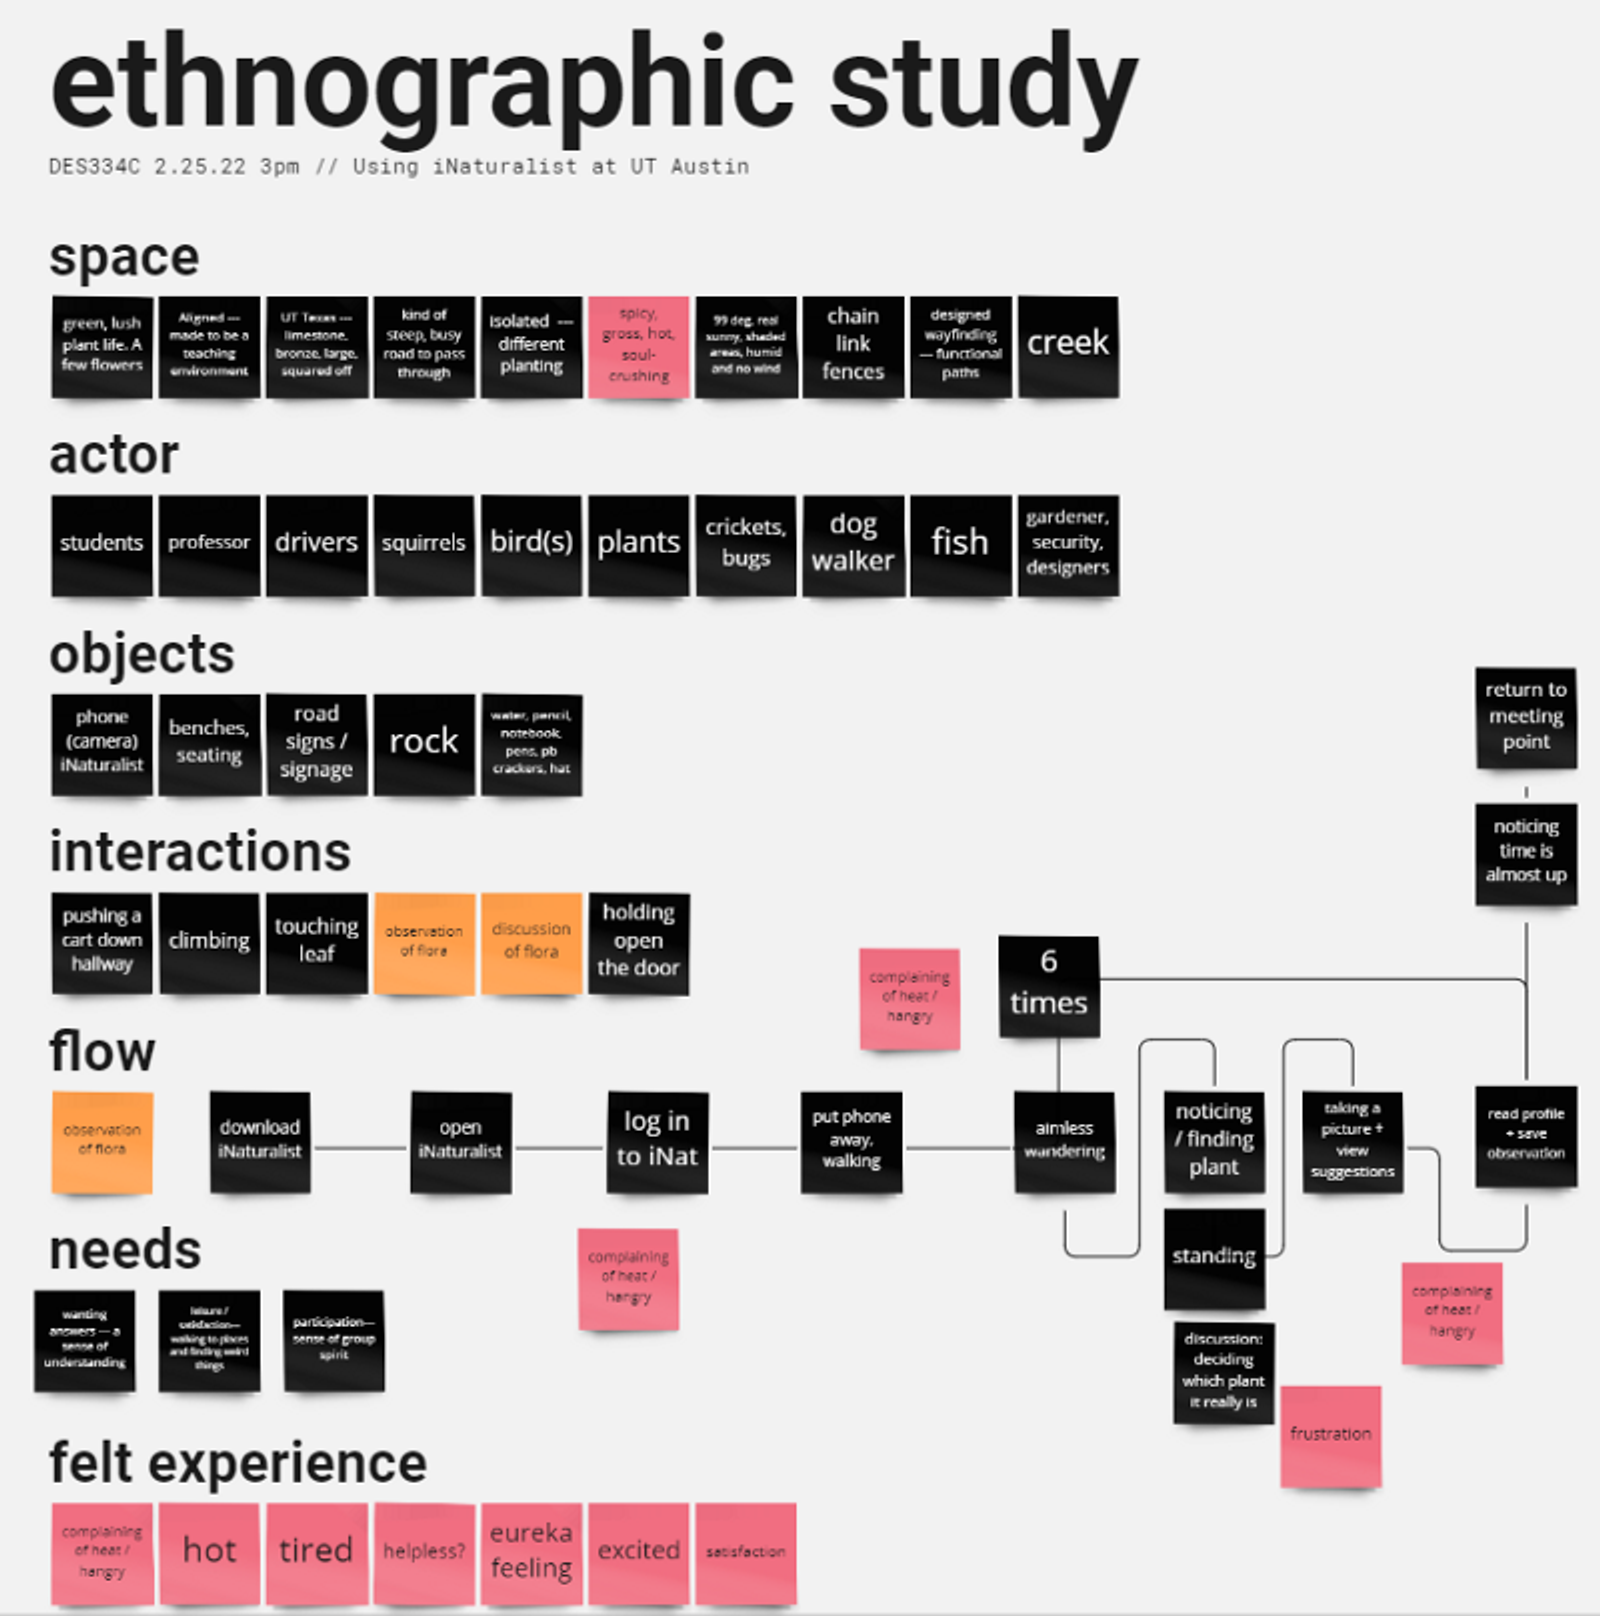 ethnographic study
DES334C 2.25.22 3pm // Using iNaturalist at UT Austin
space
green, lush
plant life. A
few flowers
Aligned —
made to be a
teaching
environment
UT Texas —
limestone,
bronze, large,
squared off
kind of
steep, busy
road to pass
through
isolated —
different
planting
spicy,
gross, hot,
soul-
crushing
99 deg, real
sunny, shaded
areas, humid
and no wind
chain
link
fences
designed
wayfinding
— functional
paths
creek
actor
students
professor
drivers
squirrels
bird(s)
plants
crickets,
bugs
dog
walker
fish
gardener,
security,
designers
objects
phone
(camera)
iNaturalist
benches,
seating
road
signs /
signage
rock
water, pencil,
notebook,
pens, pb
crackers, hat
return to
meeting
point
noticing
time is
almost up
interactions
pushing a
cart down
hallway
climbing
touching
leaf
observation
of flora
discussion
of flora
holding
open
the door
complaining
of heat /
hangry
6
times
flow
observation
of flora
download
iNaturalist
open
iNaturalist
log in
to iNat
put phone
away,
walking
aimless
wandering
noticing
/ finding
plant
taking a
picture +
view
suggestions
read profile
+ save
observation
standing
discussion:
deciding
which plant
it really is
complaining
of heat /
hangry
complaining
of heat /
hangry
frustration
needs
wanting
answers — a
sense of
understanding
leisure /
satisfaction—
walking to places
and finding weird
things
participation—
sense of group
spirit
felt experience
complaining
of heat /
hangry
hot
tired
helpless?
eureka
feeling
excited
satisfaction